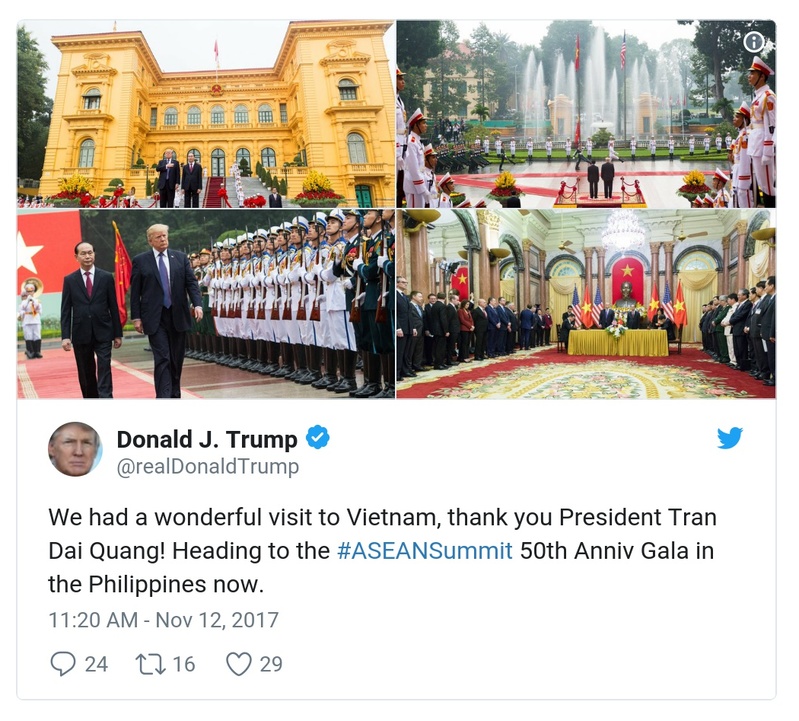 Donald J. Trump
@realDonaldTrump
We had a wonderful visit to Vietnam, thank you President Tran
Dai Quang! Heading to the #ASEANSummit 50th Anniv Gala in
the Philippines now.
11:20 AM - Nov 12, 2017
24 16 29